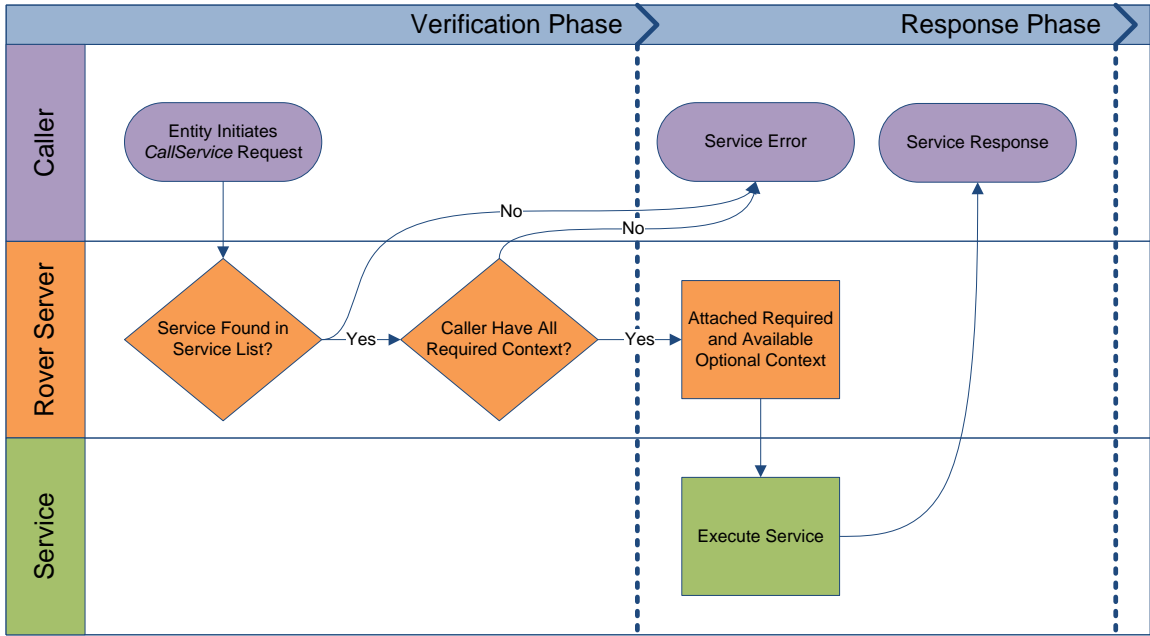 Verification Phase
Response Phase
Caller
Entity Initiates
CallService Request
Service Error
Service Response
No
No
Rover Server
Service Found in
Service List?
Yes
Caller Have All
Required Context?
Yes
Attached Required
and Available
Optional Context
Service
Execute Service